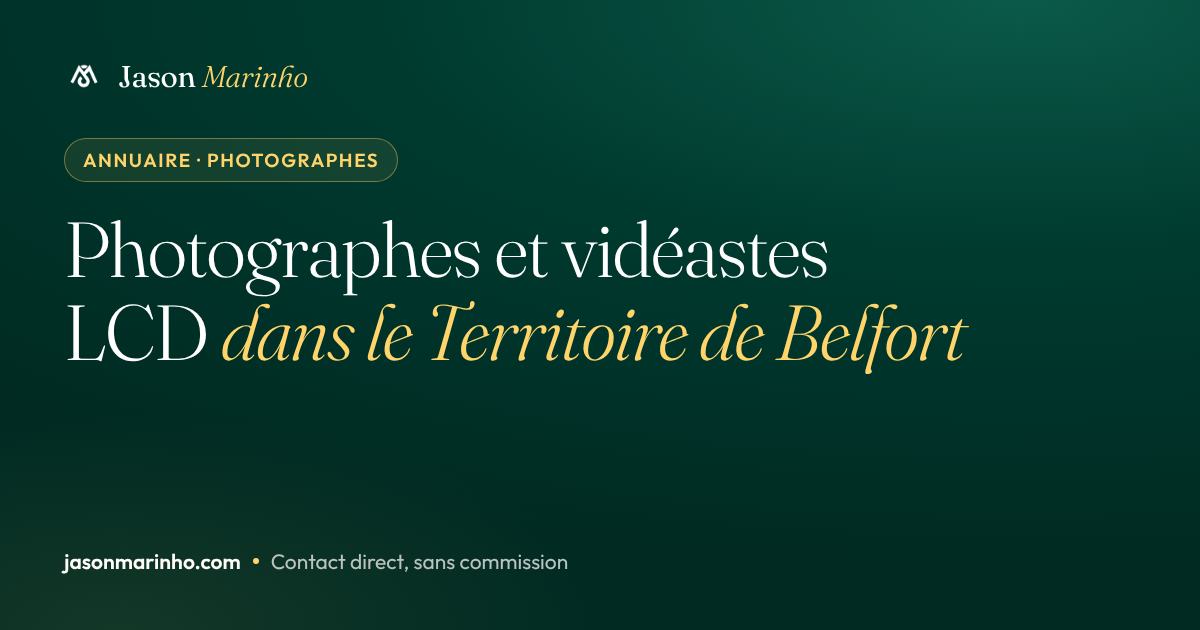 Jason Marinho
ANNUAIRE · PHOTOGRAPHES
Photographes et vidéastes
LCD dans le Territoire de Belfort
jasonmarinho.com • Contact direct, sans commission